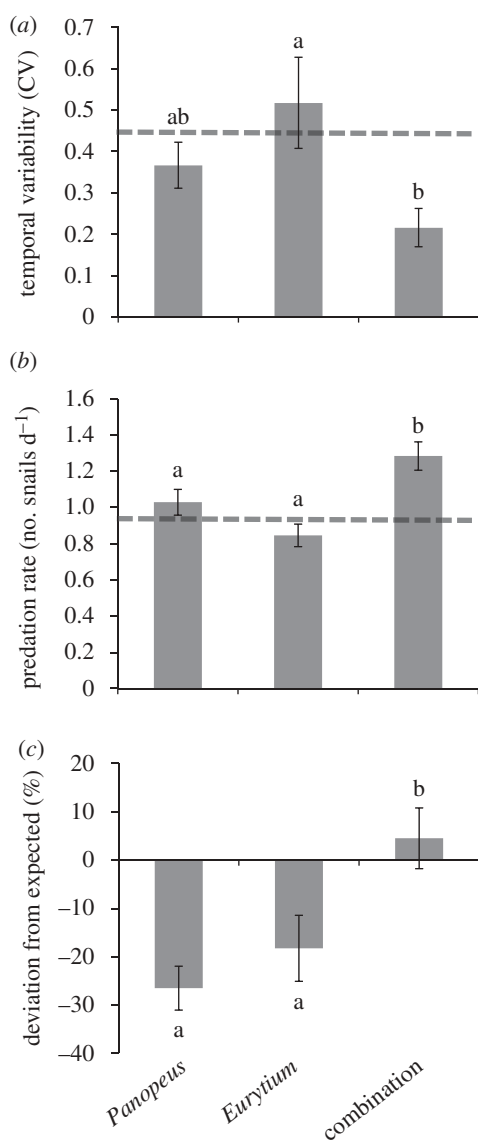 (a)
temporal variability (CV)
0.7
0.6
0.5
0.4
0.3
0.2
0.1
0
ab
a
b
(b)
predation rate (no. snails d⁻¹)
1.6
1.4
1.2
1.0
0.8
0.6
0.4
0.2
0
a
a
b
(c)
deviation from expected (%)
20
10
0
–10
–20
–30
–40
a
a
b
Panopeus
Eurytium
combination